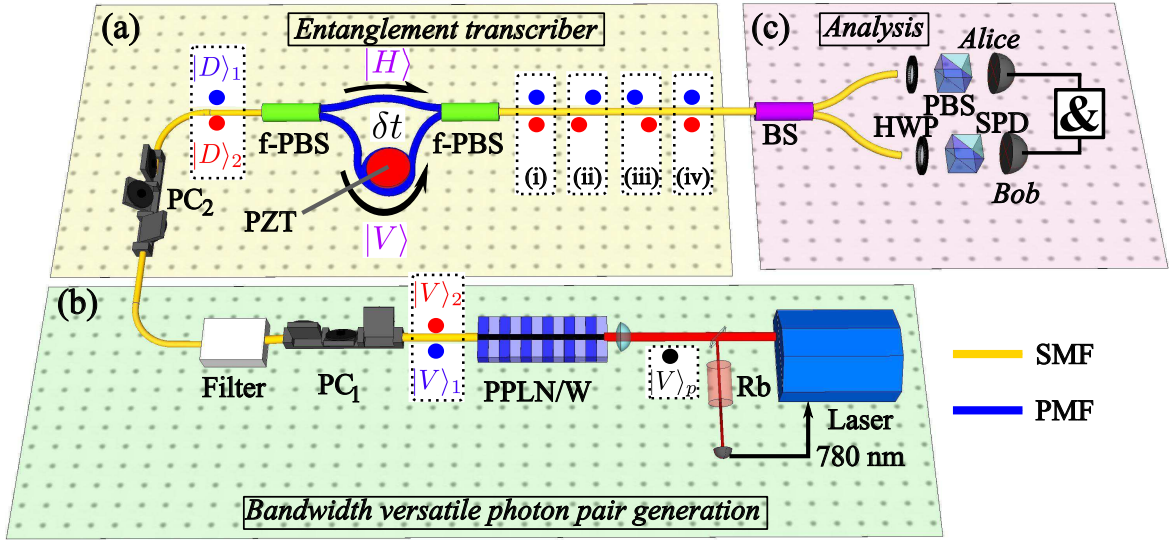 (a)
Entanglement transcriber
|D⟩₁
|D⟩₂
|H⟩
δt
f-PBS
f-PBS
PZT
|V⟩
PC₂
(i)
(ii)
(iii)
(iv)
(c)
Analysis
Alice
PBS
BS
HWP
SPD
&
Bob
(b)
|V⟩₂
|V⟩₁
Filter
PC₁
PPLN/W
|V⟩ₚ
Rb
Laser
780 nm
Bandwidth versatile photon pair generation
SMF
PMF